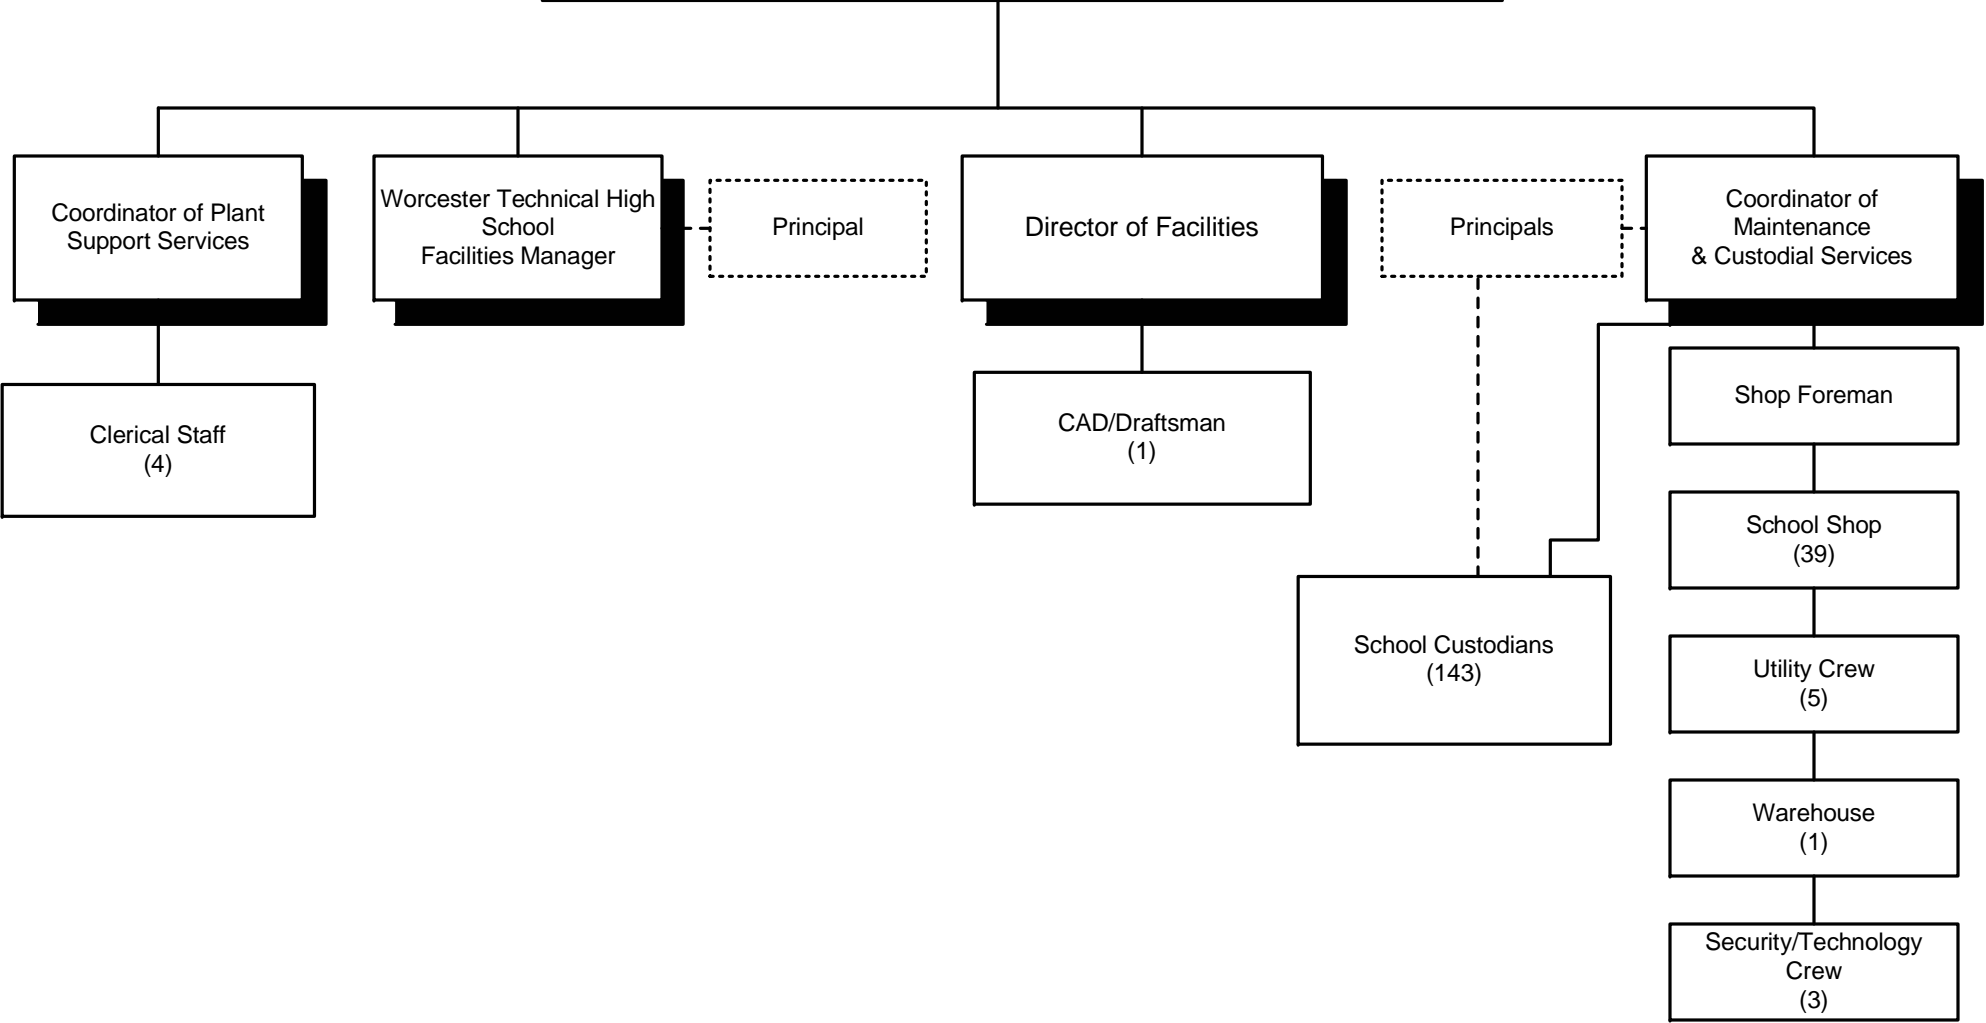 Coordinator of Plant
Support Services
Worcester Technical High
School
Facilities Manager
Principal
Director of Facilities
Principals
Coordinator of
Maintenance
& Custodial Services
Clerical Staff
(4)
CAD/Draftsman
(1)
Shop Foreman
School Shop
(39)
School Custodians
(143)
Utility Crew
(5)
Warehouse
(1)
Security/Technology
Crew
(3)